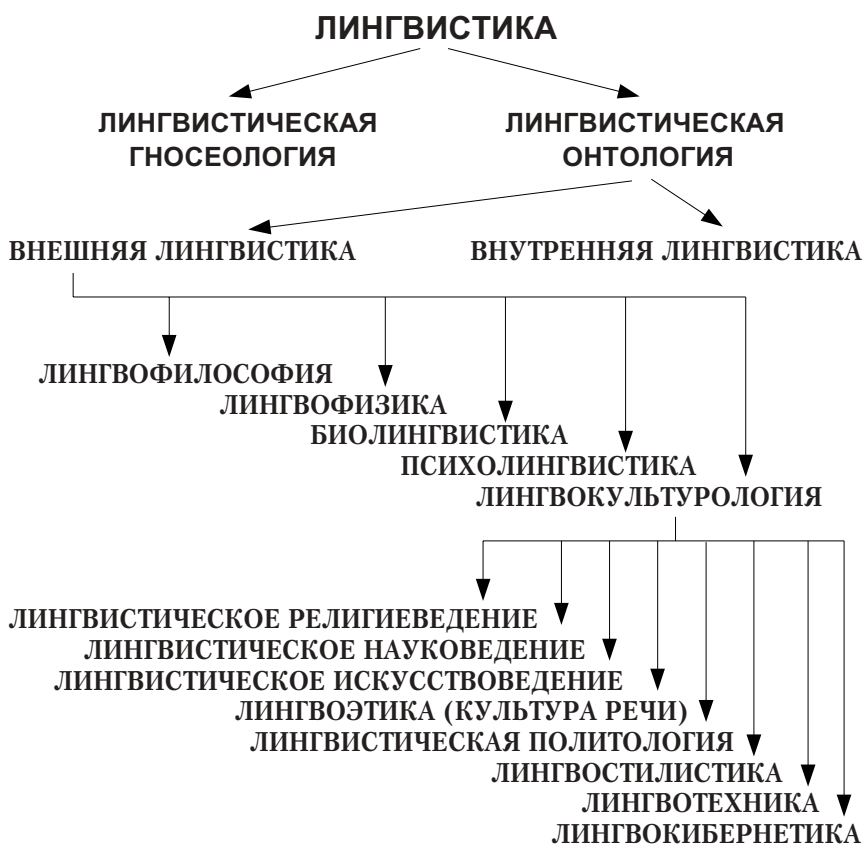 ЛИНГВИСТИКА
ЛИНГВИСТИЧЕСКАЯ
ГНОСЕОЛОГИЯ
ЛИНГВИСТИЧЕСКАЯ
ОНТОЛОГИЯ
ВНЕШНЯЯ ЛИНГВИСТИКА
ВНУТРЕННЯЯ ЛИНГВИСТИКА
ЛИНГВОФИЛОСОФИЯ
ЛИНГВОФИЗИКА
БИОЛИНГВИСТИКА
ПСИХОЛИНГВИСТИКА
ЛИНГВОКУЛЬТУРОЛОГИЯ
ЛИНГВИСТИЧЕСКОЕ РЕЛИГИЕВЕДЕНИЕ
ЛИНГВИСТИЧЕСКОЕ НАУКОВЕДЕНИЕ
ЛИНГВИСТИЧЕСКОЕ ИСКУССТВОВЕДЕНИЕ
ЛИНГВОЭТИКА (КУЛЬТУРА РЕЧИ)
ЛИНГВИСТИЧЕСКАЯ ПОЛИТОЛОГИЯ
ЛИНГВОСТИЛИСТИКА
ЛИНГВОТЕХНИКА
ЛИНГВОКИБЕРНЕТИКА